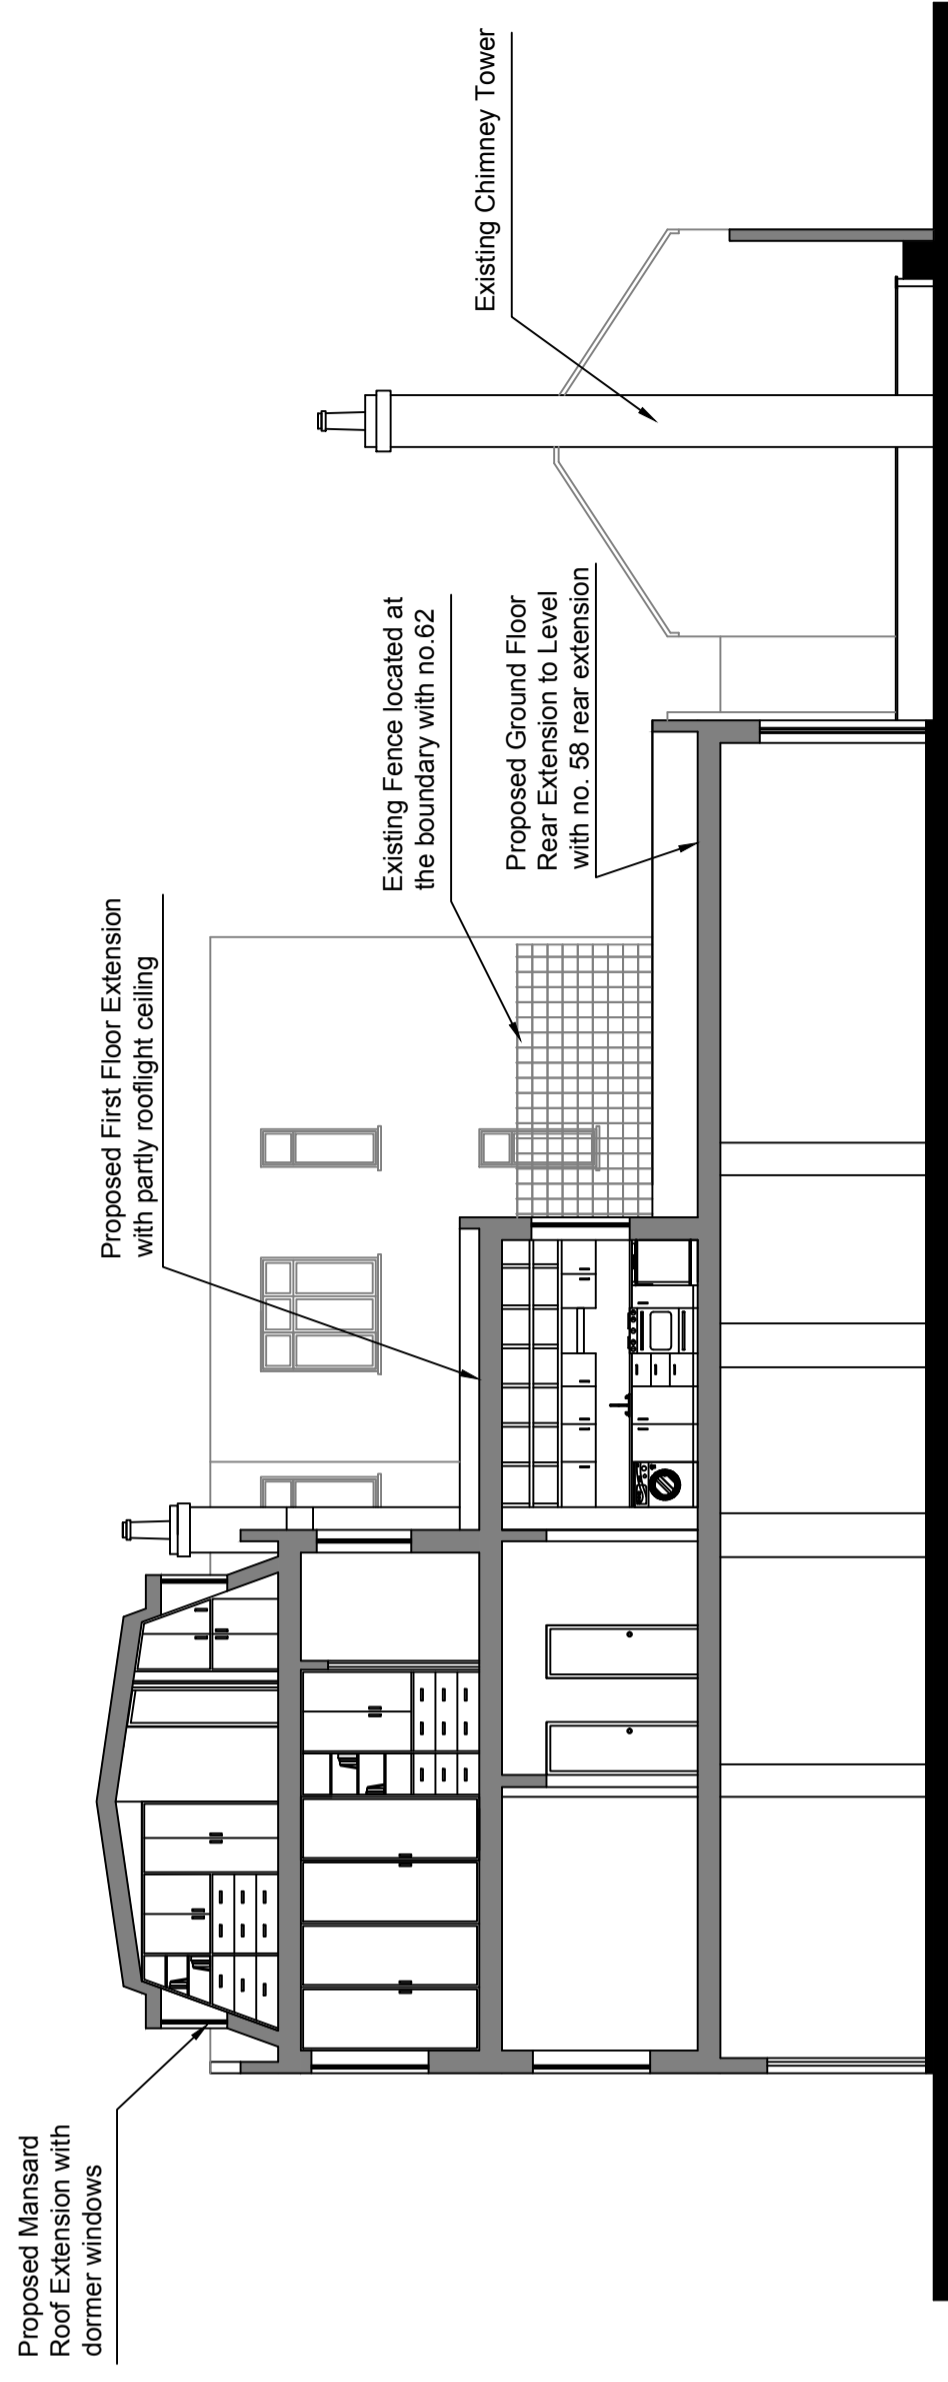 Proposed Mansard
Roof Extension with
dormer windows
Proposed First Floor Extension
with partly rooflight ceiling
Existing Fence located at
the boundary with no.62
Proposed Ground Floor
Rear Extension to Level
with no. 58 rear extension
Existing Chimney Tower